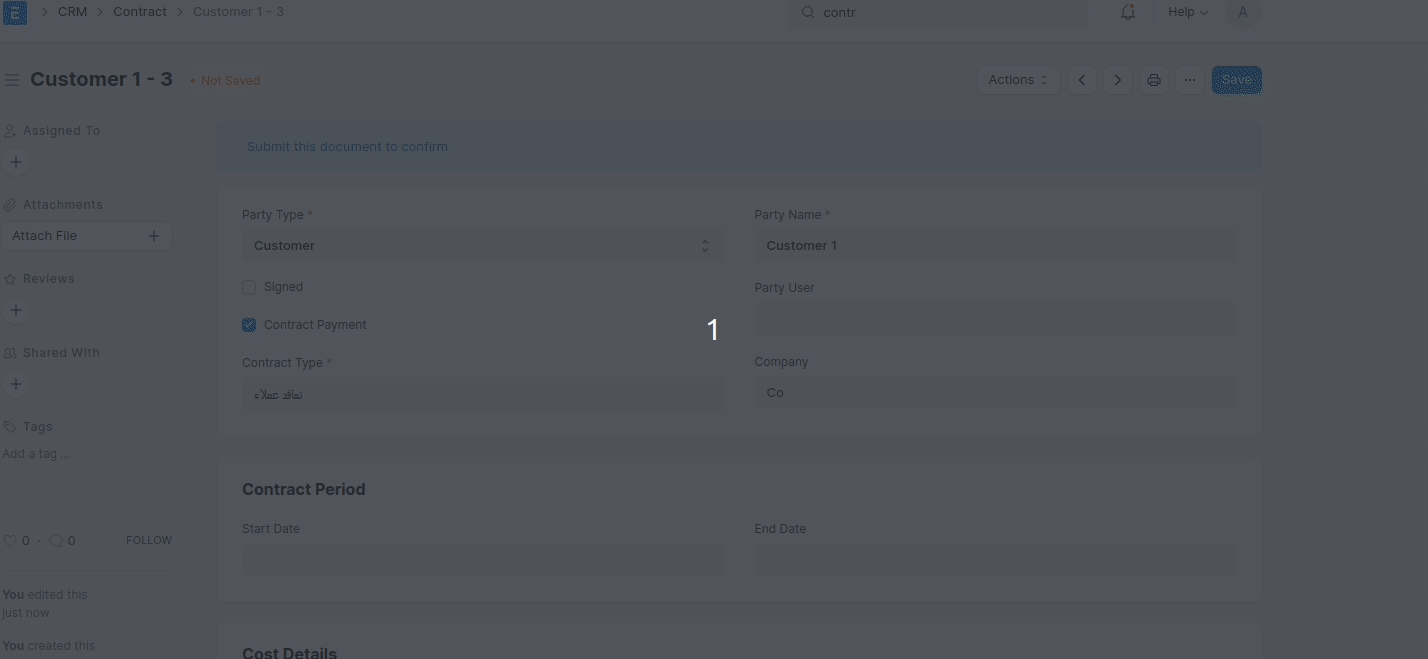 E
CRM
Contract
Customer 1 - 3
contr
Help
A
Customer 1 - 3
Not Saved
Actions
Save
Assigned To
Attachments
Attach File
Reviews
Shared With
Tags
Add a tag ...
0 · 0
FOLLOW
You edited this
just now
You created this
Submit this document to confirm
Party Type *
Customer
Signed
Contract Payment
Contract Type *
تعاقد عملاء
Party Name *
Customer 1
Party User
Company
Co
1
Contract Period
Start Date
End Date
Cost Details